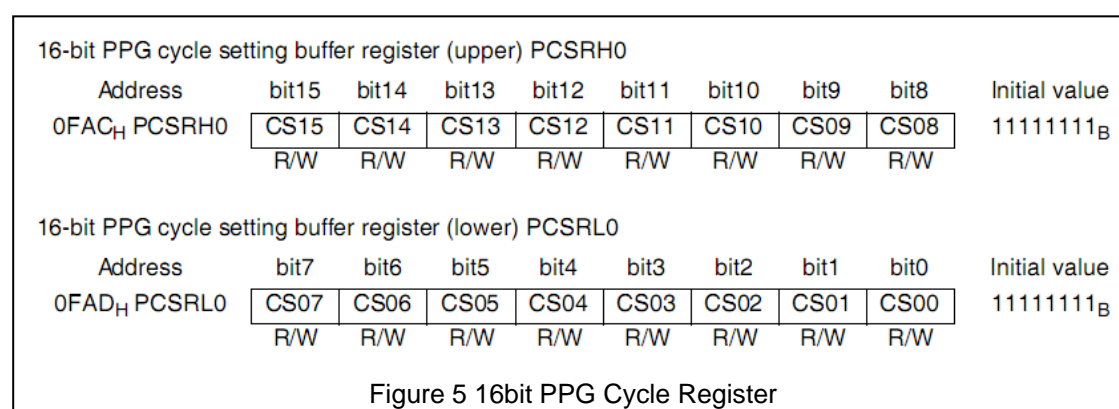 16-bit PPG cycle setting buffer register (upper) PCSRH0
Address bit15 bit14 bit13 bit12 bit11 bit10 bit9 bit8 Initial value
0FACH PCSRH0 CS15 CS14 CS13 CS12 CS11 CS10 CS09 CS08 11111111B
R/W R/W R/W R/W R/W R/W R/W R/W
16-bit PPG cycle setting buffer register (lower) PCSRL0
Address bit7 bit6 bit5 bit4 bit3 bit2 bit1 bit0 Initial value
0FADH PCSRL0 CS07 CS06 CS05 CS04 CS03 CS02 CS01 CS00 11111111B
R/W R/W R/W R/W R/W R/W R/W R/W
Figure 5 16bit PPG Cycle Register